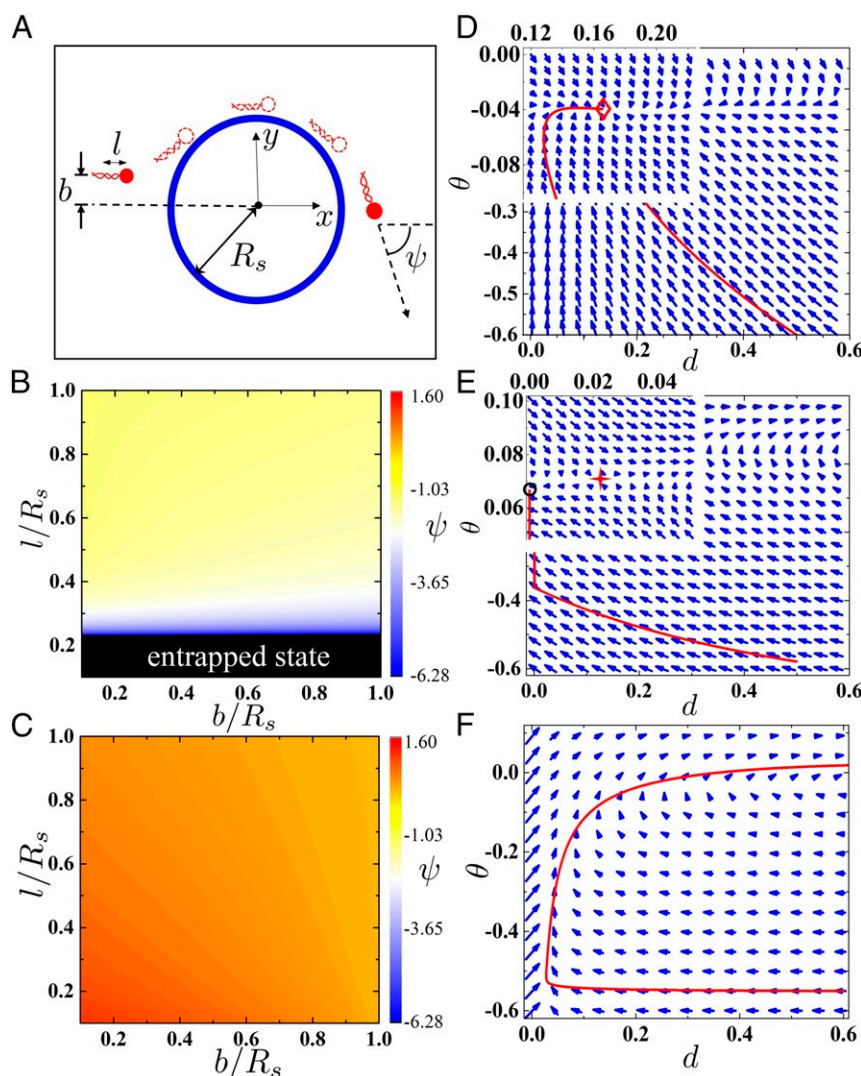 A
l
b
y
x
R_s
ψ
B
1.0
0.8
0.6
0.4
0.2
l/R_s
entrapped state
0.2 0.4 0.6 0.8 1.0
b/R_s
1.60
-1.03
ψ
-3.65
-6.28
C
1.0
0.8
0.6
0.4
0.2
l/R_s
0.2 0.4 0.6 0.8 1.0
b/R_s
1.60
-1.03
ψ
-3.65
-6.28
D
0.12 0.16 0.20
0.00
-0.04
-0.08
θ
-0.3
-0.4
-0.5
-0.6
0.0 0.2 0.4 0.6
d
E
0.00 0.02 0.04
0.10
0.08
0.06
θ
-0.4
-0.6
0.0 0.2 0.4 0.6
d
F
0.0
-0.2
-0.4
-0.6
θ
0.0 0.2 0.4 0.6
d